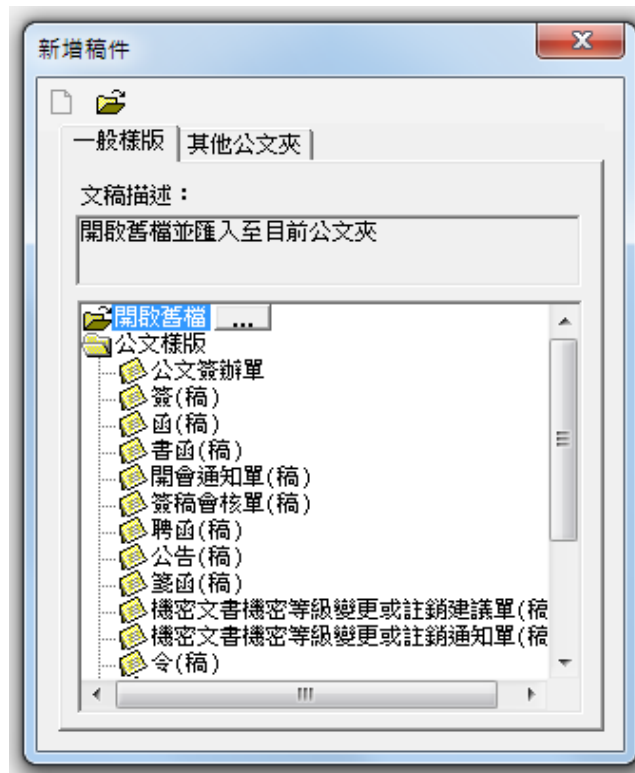 新增稿件
一般樣版 其他公文夾
文稿描述：
開啟舊檔並匯入至目前公文夾
開啟舊檔 ...
公文樣版
公文簽辦單
簽(稿)
函(稿)
書函(稿)
開會通知單(稿)
簽稿會核單(稿)
聘函(稿)
公告(稿)
箋函(稿)
機密文書機密等級變更或註銷建議單(稿
機密文書機密等級變更或註銷通知單(稿
令(稿)